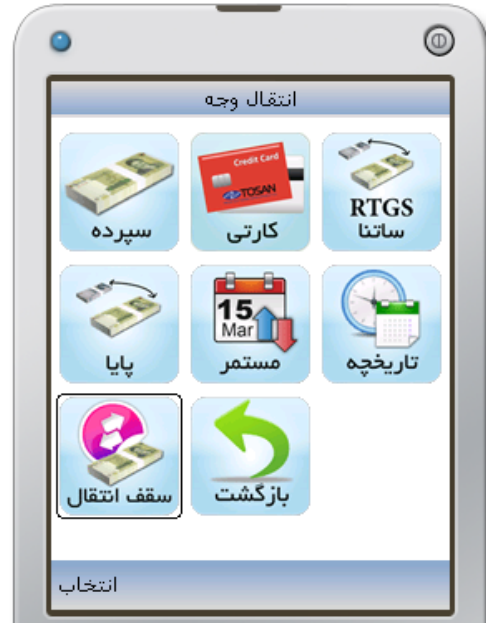 انتقال وجه
Credit Card
TOSAN
RTGS
ساتنا
کارتی
سپرده
15
Mar
تاریخچه
مستمر
پایا
بازگشت
سقف انتقال
انتخاب